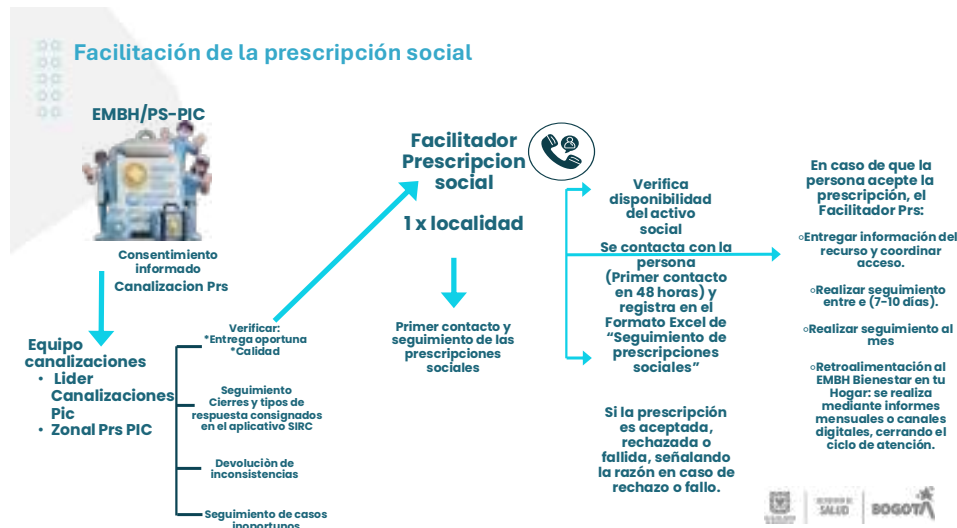 Facilitación de la prescripción social
EMBH/PS-PIC
Consentimiento
informado
Canalizacion Prs
Equipo
canalizaciones
• Lider
Canalizaciones
Pic
• Zonal Prs PIC
Verificar:
*Entrega oportuna
*Calidad
Seguimiento
Cierres y tipos de
respuesta consignados
en el aplicativo SIRC
Devoluciòn de
inconsistencias
Seguimiento de casos
inoportunos
Facilitador
Prescripcion
social
1 x localidad
Primer contacto y
seguimiento de las
prescripciones
sociales
Verifica
disponibilidad
del activo
social
Se contacta con la
persona
(Primer contacto
en 48 horas) y
registra en el
Formato Excel de
“Seguimiento de
prescripciones
sociales”
Si la prescripción
es aceptada,
rechazada o
fallida, señalando
la razón en caso de
rechazo o fallo.
En caso de que la
persona acepte la
prescripción, el
Facilitador Prs:
oEntregar información del
recurso y coordinar
acceso.
oRealizar seguimiento
entre e (7-10 días).
oRealizar seguimiento al
mes
oRetroalimentación al
EMBH Bienestar en tu
Hogar: se realiza
mediante informes
mensuales o canales
digitales, cerrando el
ciclo de atención.
SALUD
BOGOTÁ